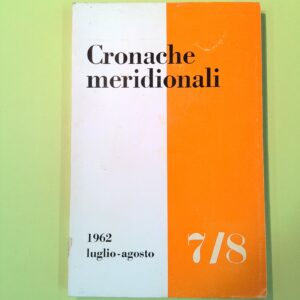 Cronache
meridionali
1962
luglio-agosto
7/8